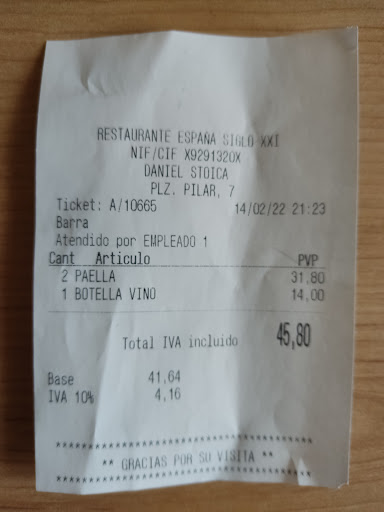 RESTAURANTE ESPAÑA SIGLO XXI
NIF/CIF X9291320X
DANIEL STOICA
PLZ. PILAR, 7
Ticket: A/10665 14/02/22 21:23
Barra
Atendido por EMPLEADO 1
Cant Articulo PVP
2 PAELLA 31,80
1 BOTELLA VINO 14,00
Total IVA incluido 45,80
Base 41,64
IVA 10% 4,16
********************************
** GRACIAS POR SU VISITA **
********************************